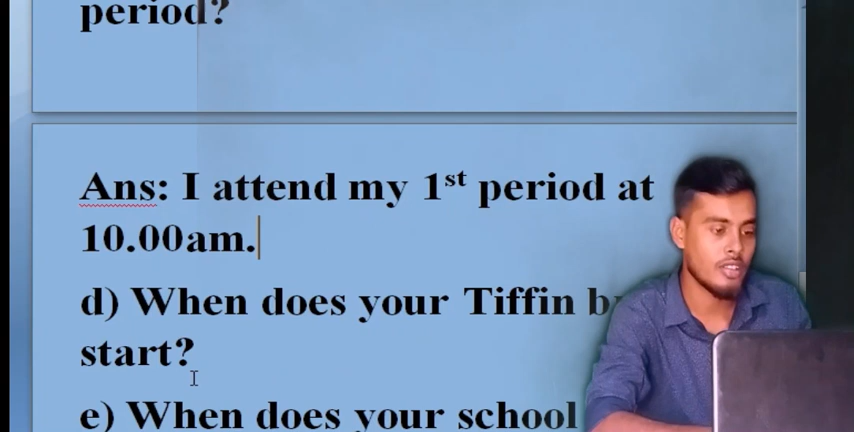 period?
Ans: I attend my 1st period at
10.00am.
d) When does your Tiffin
start?
e) When does your school